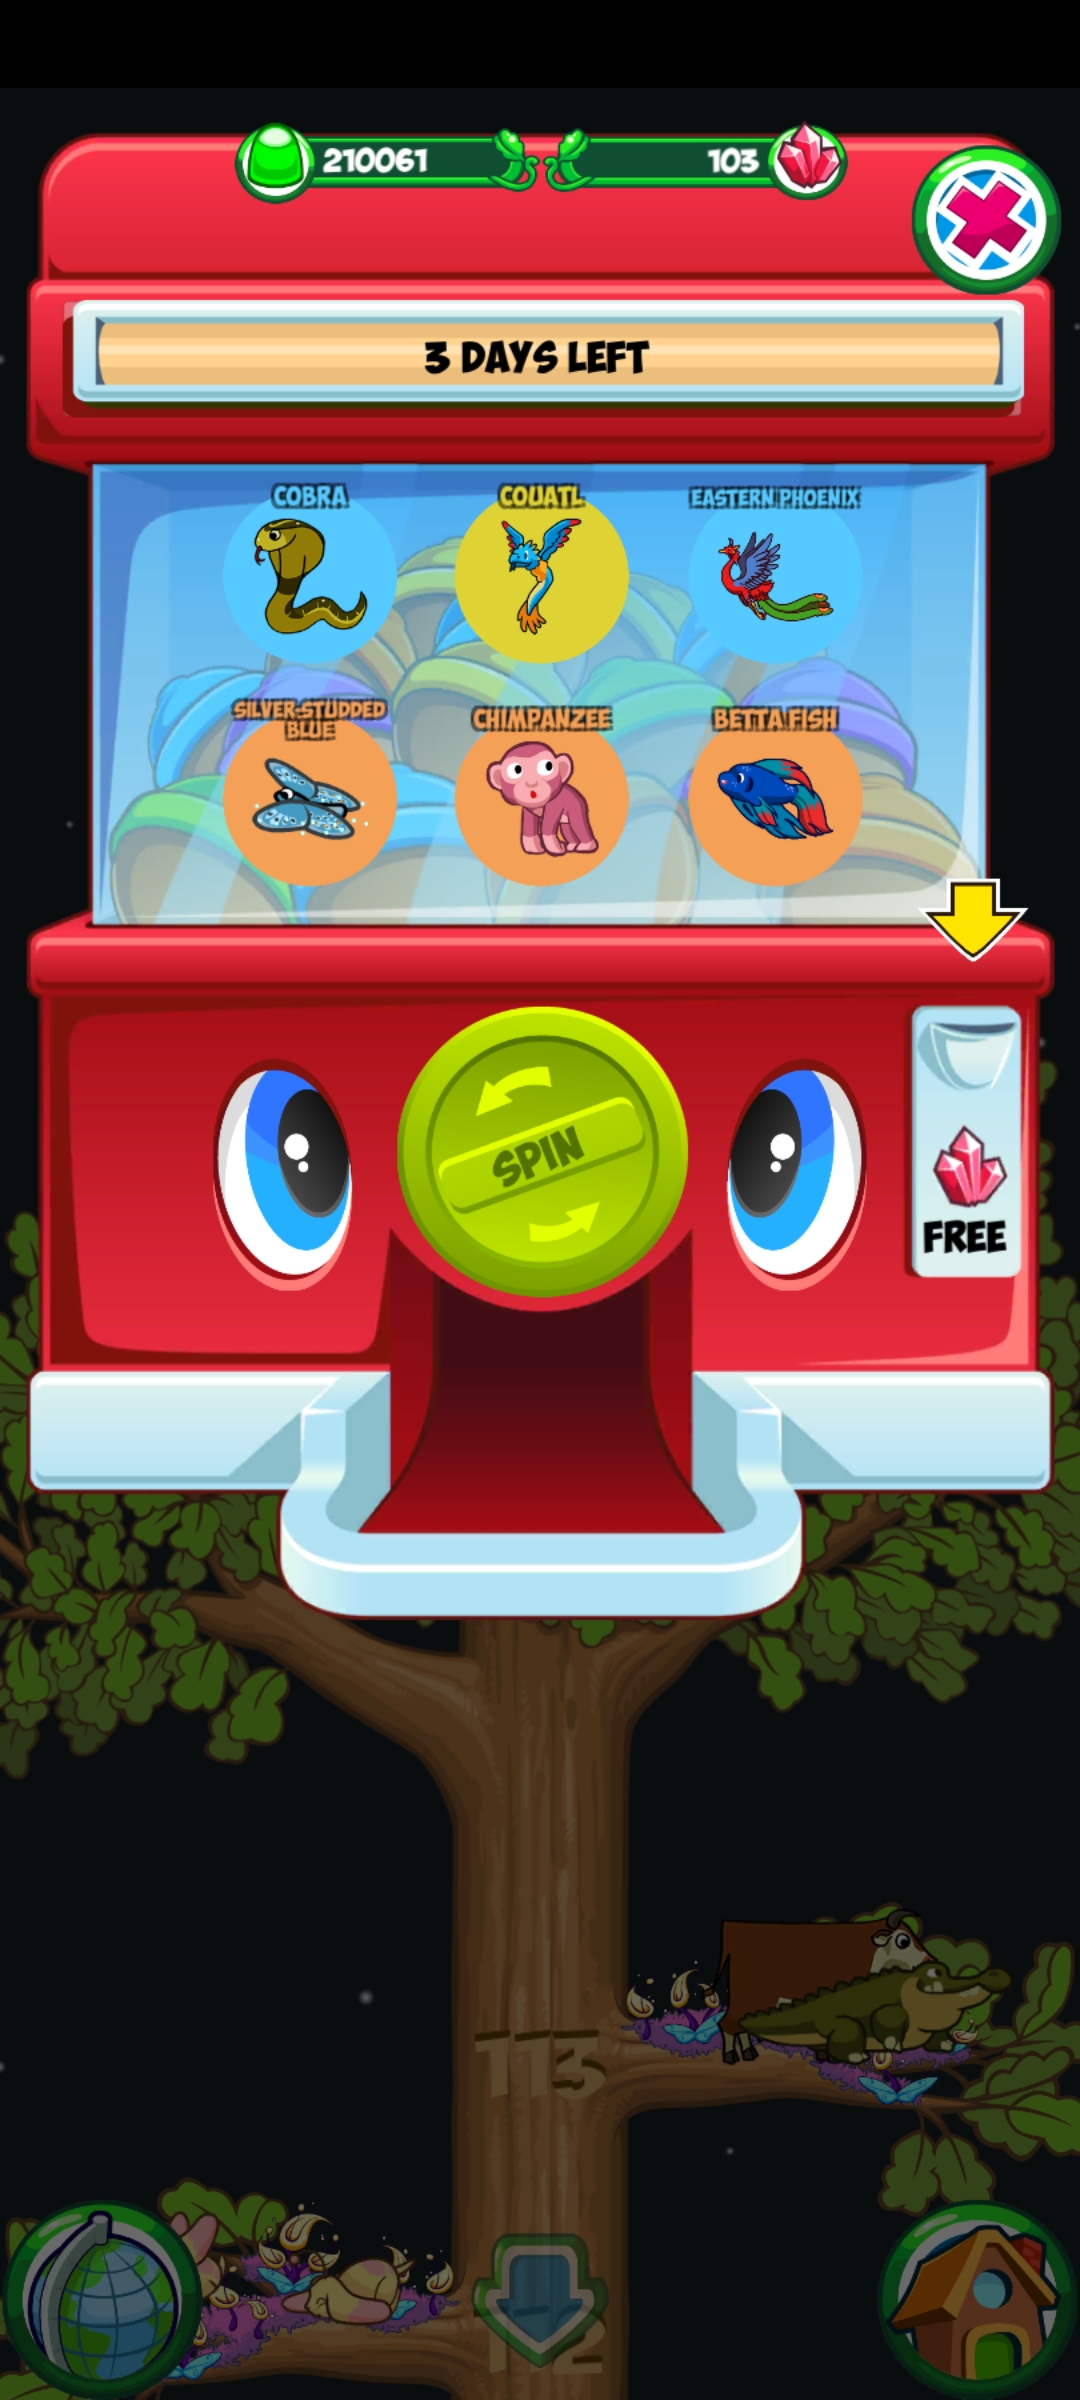 210061
103
3 DAYS LEFT
COBRA
COUATL
EASTERN PHOENIX
SILVER-STUDDED
BLUE
CHIMPANZEE
BETTA FISH
SPIN
FREE
113